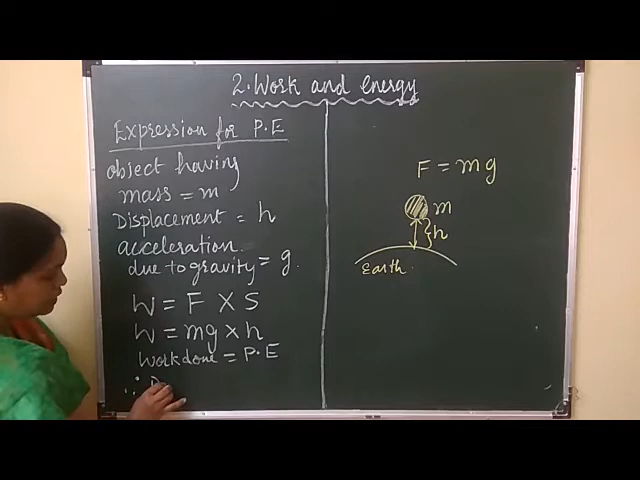 2. Work and energy
Expression for P.E
object having
mass = m
Displacement = h
acceleration
due to gravity = g.
W = F X S
W = mg x h
Workdone = P.E
∴
F = mg
m
h
Earth.